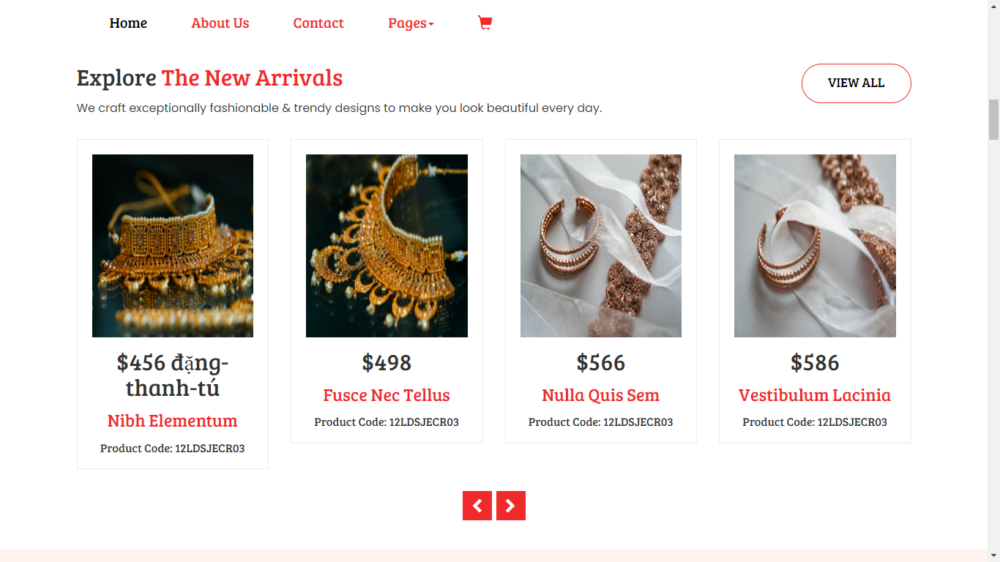 Home About Us Contact Pages
Explore The New Arrivals
VIEW ALL
We craft exceptionally fashionable & trendy designs to make you look beautiful every day.
$456 đặng-
thanh-tú
Nibh Elementum
Product Code: 12LDSJECR03
$498
Fusce Nec Tellus
Product Code: 12LDSJECR03
$566
Nulla Quis Sem
Product Code: 12LDSJECR03
$586
Vestibulum Lacinia
Product Code: 12LDSJECR03